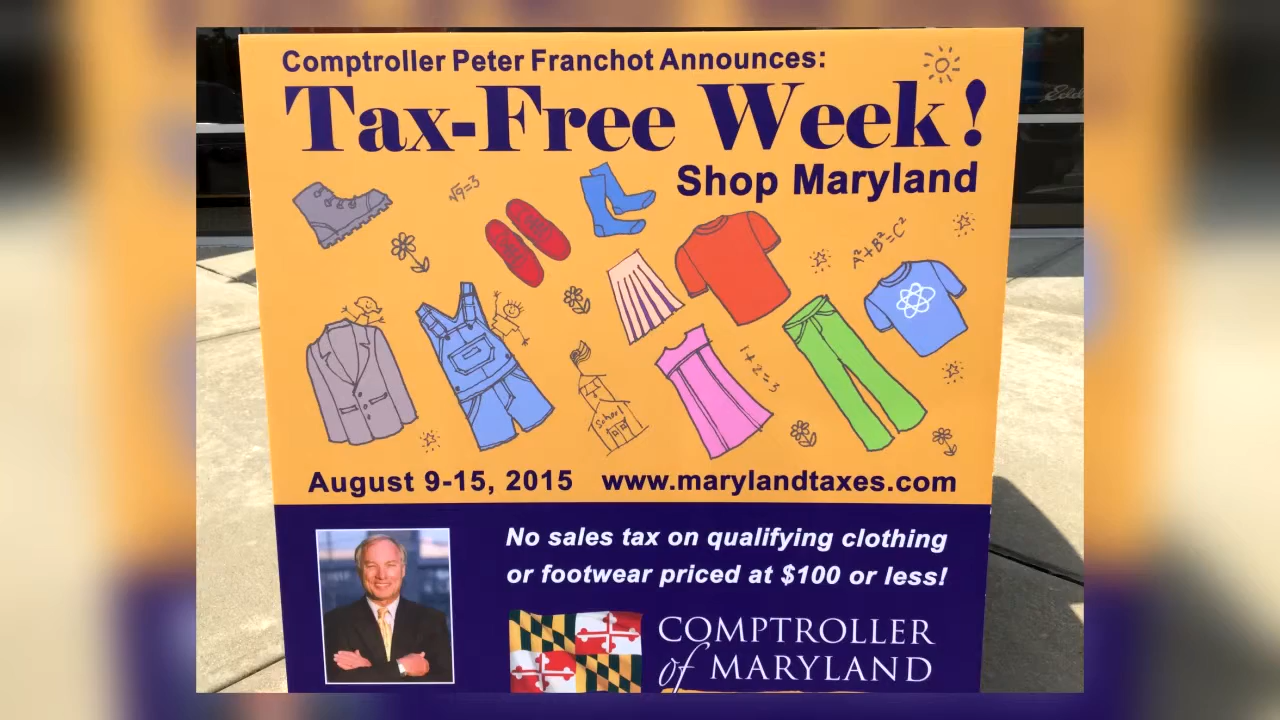 Comptroller Peter Franchot Announces:
Tax-Free Week!
Shop Maryland
√9=3
A²+B²=C²
1+2=3
School
August 9-15, 2015 www.marylandtaxes.com
No sales tax on qualifying clothing
or footwear priced at $100 or less!
COMPTROLLER
of MARYLAND